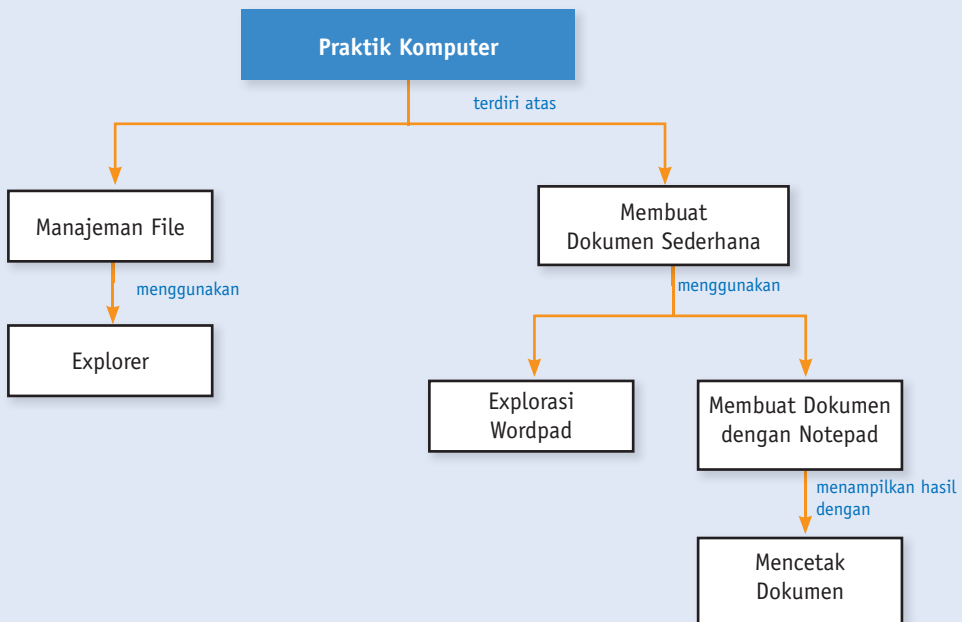 Praktik Komputer
terdiri atas
Manajeman File
Membuat
Dokumen Sederhana
menggunakan
menggunakan
Explorer
Explorasi
Wordpad
Membuat Dokumen
dengan Notepad
menampilkan hasil
dengan
Mencetak
Dokumen